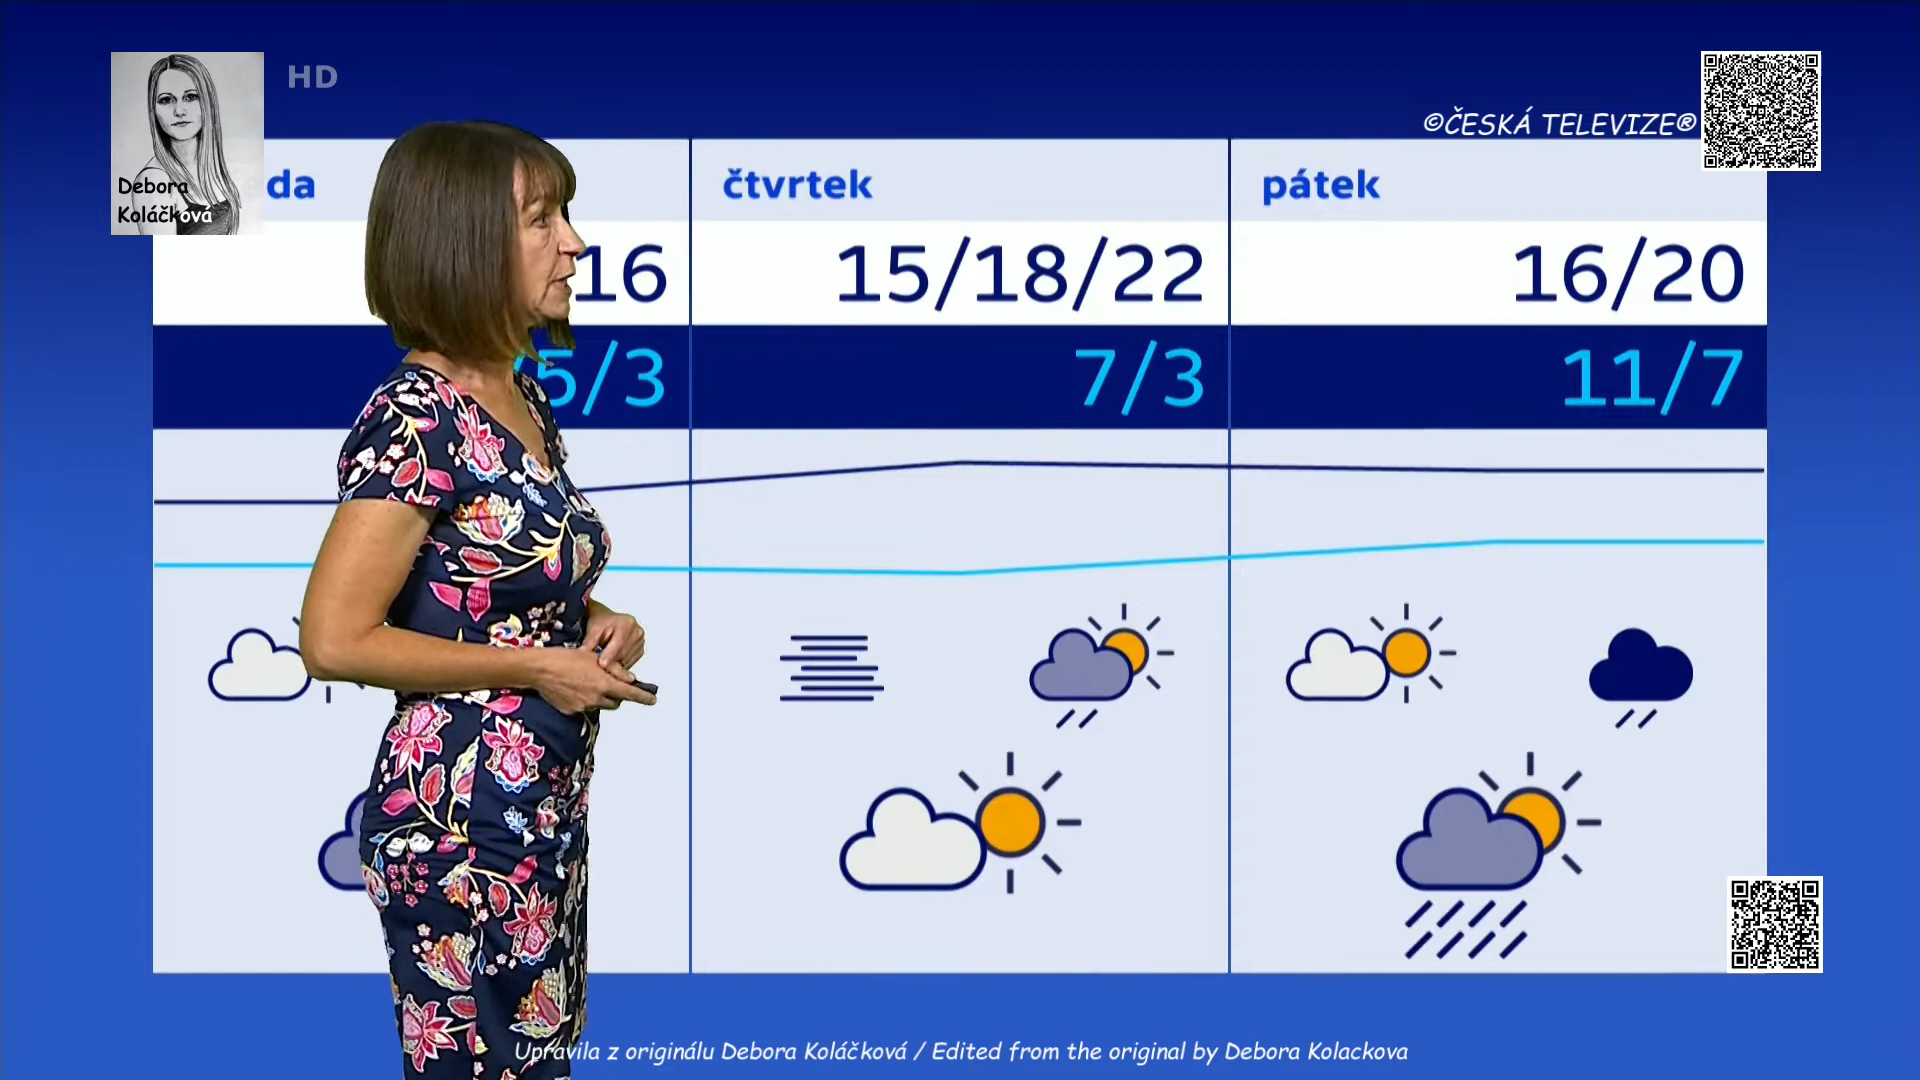 HD
©ČESKÁ TELEVIZE®
Debora
Koláčková
čtvrtek
pátek
16
15/18/22
16/20
5/3
7/3
11/7
Upravila z originálu Debora Koláčková / Edited from the original by Debora Kolackova